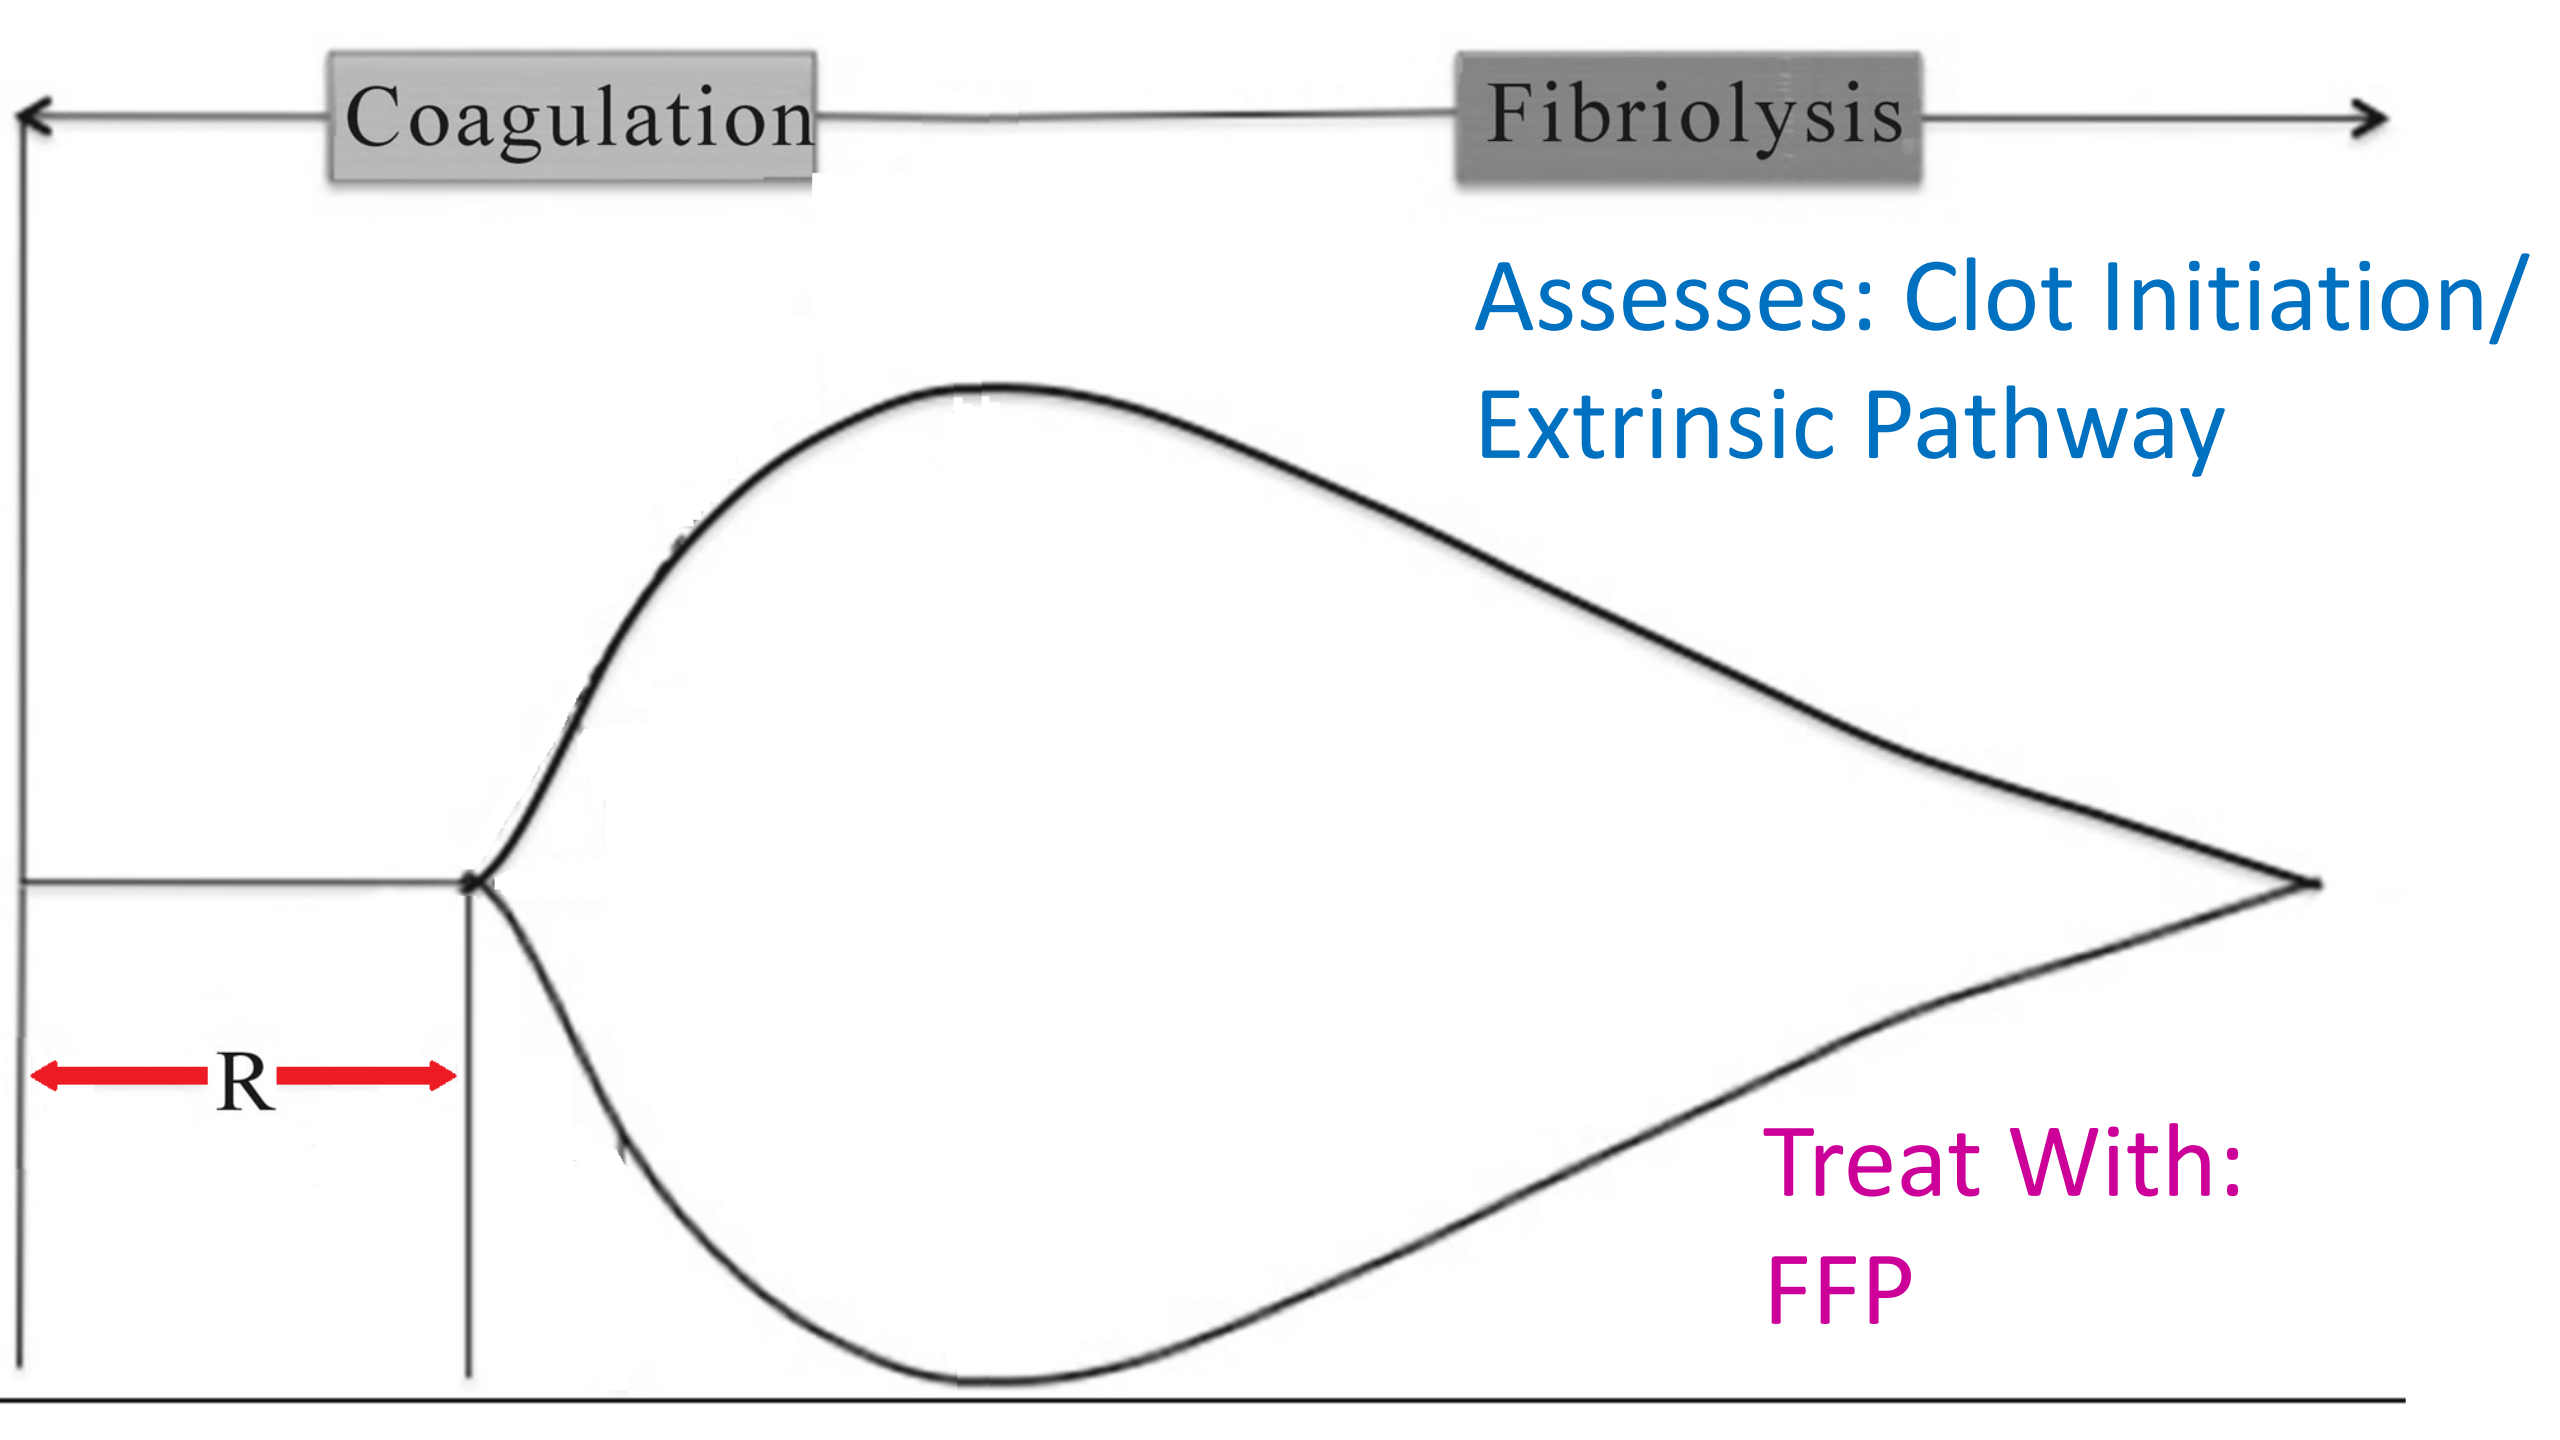 Coagulation
Fibriolysis
Assesses: Clot Initiation/
Extrinsic Pathway
R
Treat With:
FFP